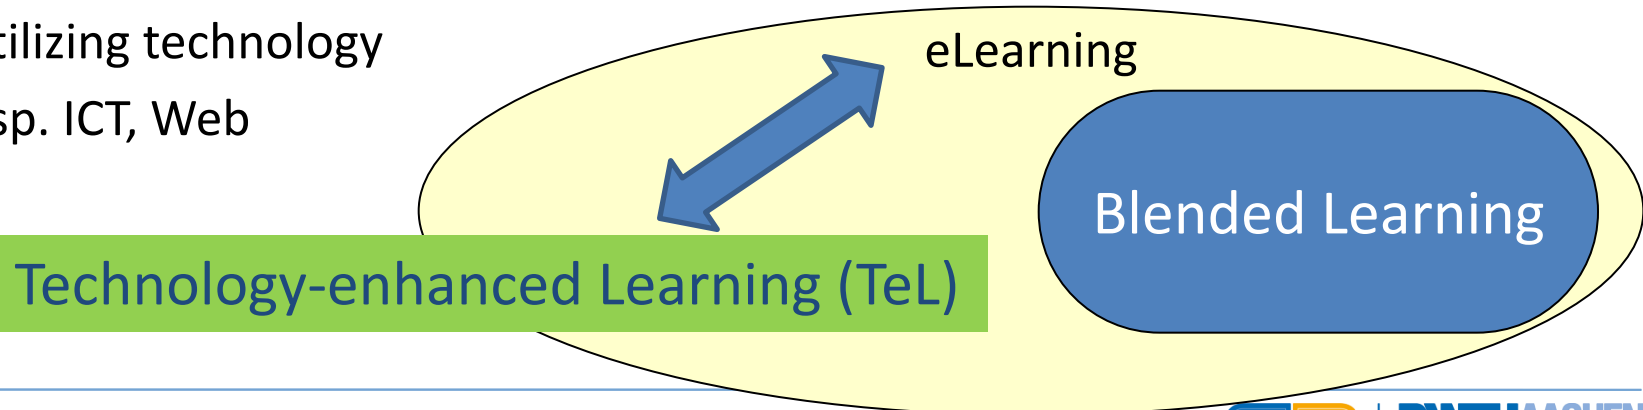 tilizing technology
sp. ICT, Web
eLearning
Blended Learning
Technology-enhanced Learning (TeL)